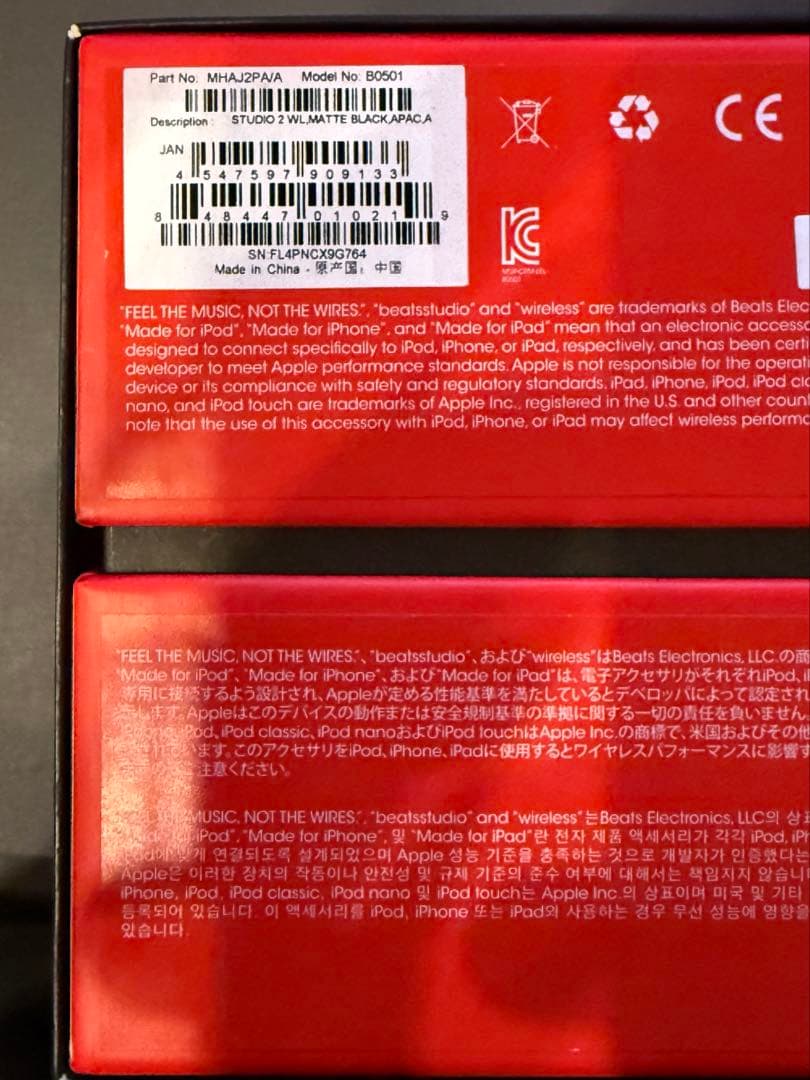 Part No: MHAJ2PA/A Model No: B0501
Description : STUDIO 2 WL,MATTE BLACK,APAC,A
JAN
4 547597 909133
8 48447 01021 9
SN:FL4PNCX9G764
Made in China - 原产国：中国
CE
"FEEL THE MUSIC, NOT THE WIRES.", "beatsstudio" and "wireless" are trademarks of Beats Elec
"Made for iPod", "Made for iPhone", and "Made for iPad" mean that an electronic access
designed to connect specifically to iPod, iPhone, or iPad, respectively, and has been certi
developer to meet Apple performance standards. Apple is not responsible for the operat
device or its compliance with safety and regulatory standards. iPad, iPhone, iPod, iPod cl
nano, and iPod touch are trademarks of Apple Inc., registered in the U.S. and other count
note that the use of this accessory with iPod, iPhone, or iPad may affect wireless performa
"FEEL THE MUSIC, NOT THE WIRES."、"beatsstudio"、および"wireless"はBeats Electronics, LLC.の商
"Made for iPod"、"Made for iPhone"、および"Made for iPad"は、電子アクセサリがそれぞれiPod、i
専用に接続するよう設計され、Appleが定める性能基準を満たしているとデベロッパによって認定され
します。Appleはこのデバイスの動作または安全規制基準の準拠に関する一切の責任を負いません
iPod, iPod classic, iPod nanoおよびiPod touchはApple Inc.の商標で、米国およびその他
されています。このアクセサリをiPod、iPhone、iPadに使用するとワイヤレスパフォーマンスに影響
ご注意ください。
"FEEL THE MUSIC, NOT THE WIRES.", "beatsstudio" and "wireless"는Beats Electronics, LLC의 상표
for iPod", "Made for iPhone", 및 "Made for iPad"란 전자 제품 액세서리가 각각 iPod, iP
연결되도록 설계되었으며 Apple 성능 기준을 충족하는 것으로 개발자가 인증했다는
Apple은 이러한 장치의 작동이나 안전성 및 규제 기준의 준수 여부에 대해서는 책임지지 않습니
iPhone, iPod, iPod classic, iPod nano 및 iPod touch는 Apple Inc.의 상표이며 미국 및 기타
등록되어 있습니다. 이 액세서리를 iPod, iPhone 또는 iPad와 사용하는 경우 무선 성능에 영향을
있습니다.